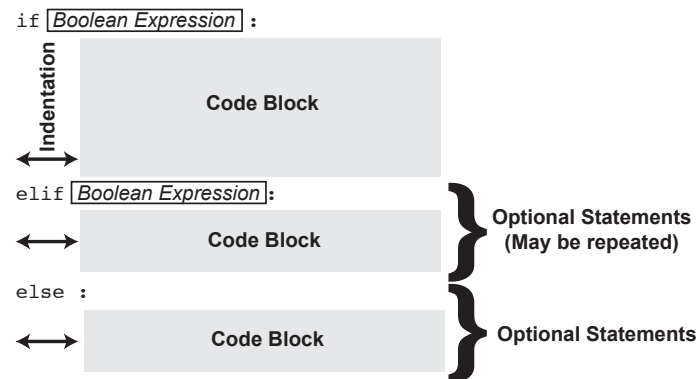 if Boolean Expression :
Indentation
Code Block
elif Boolean Expression:
Code Block
Optional Statements
(May be repeated)
else :
Code Block
Optional Statements